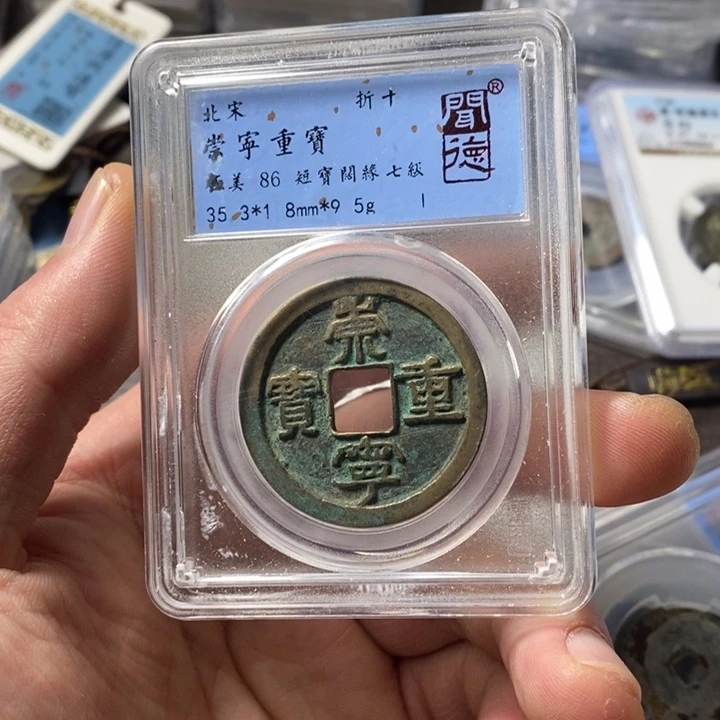 北宋 折十
崇寧重寶
極美 86 短寶闊緣七級
35.3*1.8mm*9.5g
聞德®
崇寧重寶